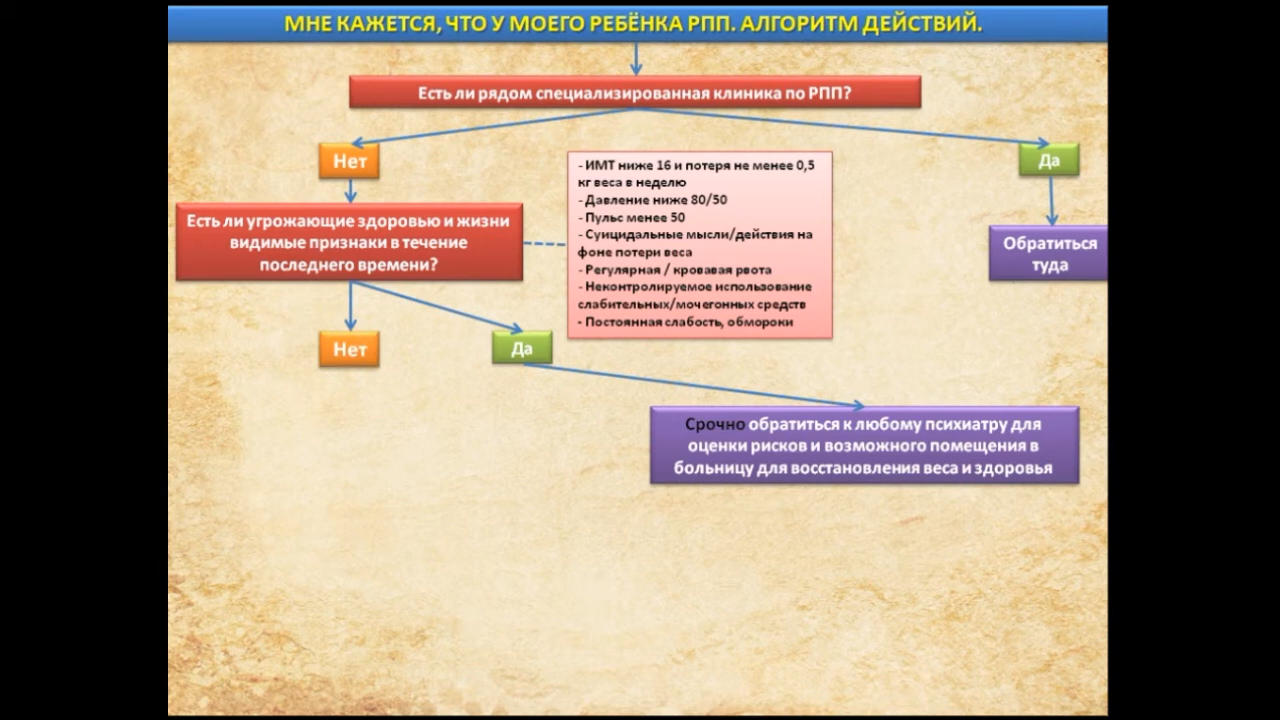 МНЕ КАЖЕТСЯ, ЧТО У МОЕГО РЕБЁНКА РПП. АЛГОРИТМ ДЕЙСТВИЙ.
Есть ли рядом специализированная клиника по РПП?
Нет
Да
Есть ли угрожающие здоровью и жизни
видимые признаки в течение
последнего времени?
- ИМТ ниже 16 и потеря не менее 0,5
кг веса в неделю
- Давление ниже 80/50
- Пульс менее 50
- Суицидальные мысли/действия на
фоне потери веса
- Регулярная / кровавая рвота
- Неконтролируемое использование
слабительных/мочегонных средств
- Постоянная слабость, обмороки
Обратиться
туда
Нет
Да
Срочно обратиться к любому психиатру для
оценки рисков и возможного помещения в
больницу для восстановления веса и здоровья